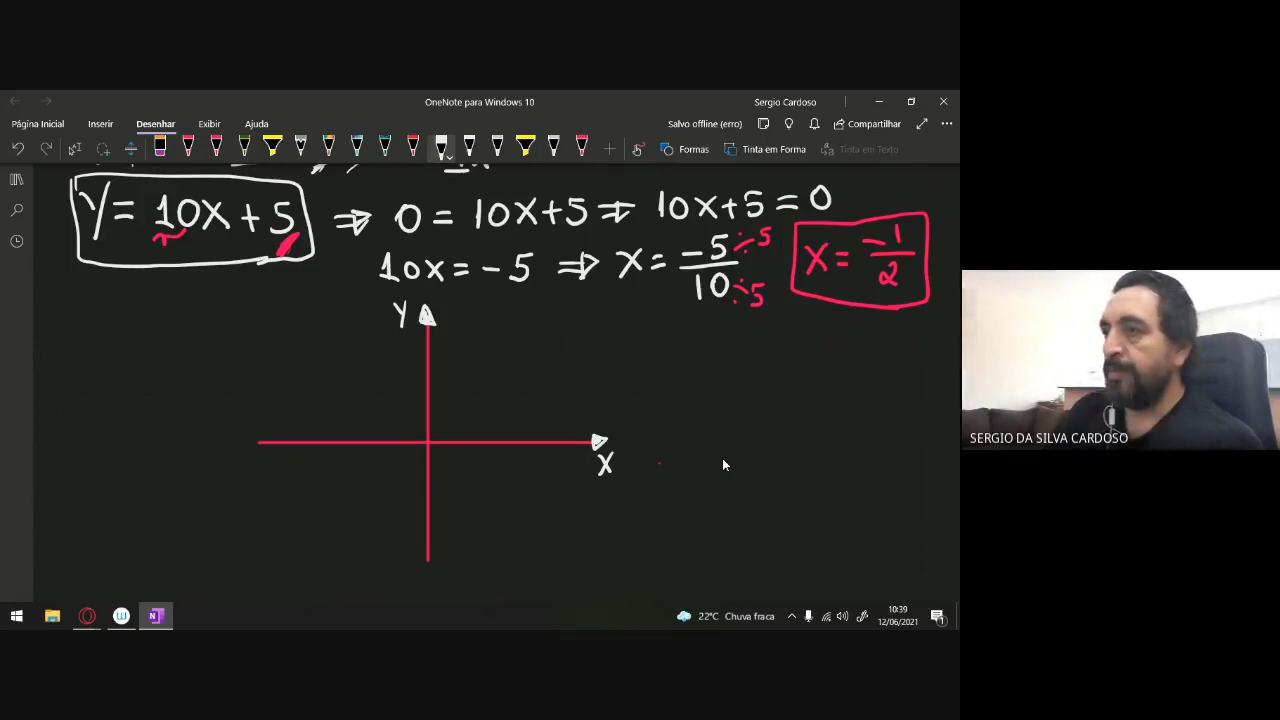 OneNote para Windows 10
Sergio Cardoso
Página Inicial Inserir Desenhar Exibir Ajuda
Salvo offline (erro) Compartilhar
Formas Tinta em Forma Tinta em Texto
Y = 10X + 5 ⇒ 0 = 10X + 5 ⇒ 10X + 5 = 0
10X = -5 ⇒ X = -5/10 ÷5 ÷5 X = -1/2
Y
X
SERGIO DA SILVA CARDOSO
22°C Chuva fraca
10:39
12/06/2021
1